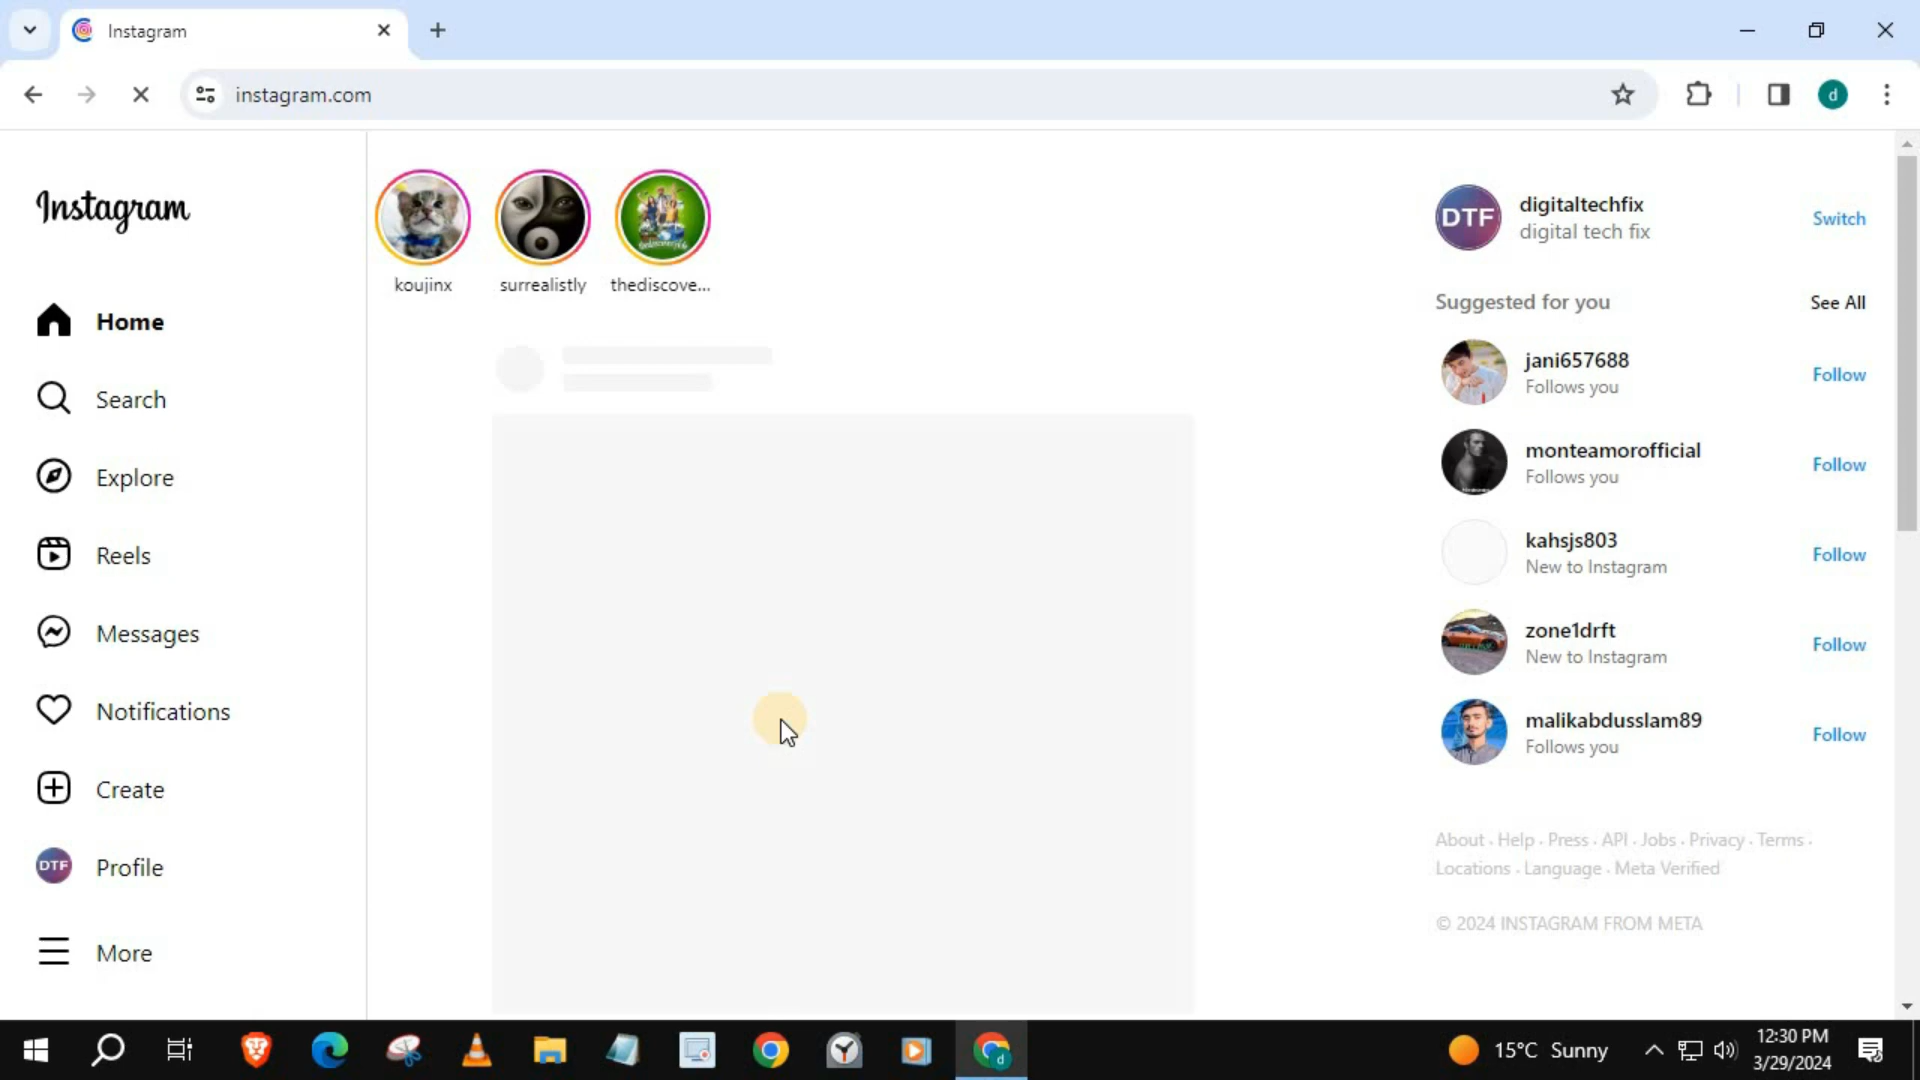 Instagram
instagram.com
d
Instagram
Home
Search
Explore
Reels
Messages
Notifications
Create
DTF
Profile
More
koujinx
surrealistly
thediscove...
DTF
digitaltechfix
digital tech fix
Switch
Suggested for you
See All
jani657688
Follows you
Follow
monteamorofficial
Follows you
Follow
kahsjs803
New to Instagram
Follow
zone1drft
New to Instagram
Follow
malikabdusslam89
Follows you
Follow
About · Help · Press · API · Jobs · Privacy · Terms ·
Locations · Language · Meta Verified
© 2024 INSTAGRAM FROM META
d
15°C Sunny
12:30 PM
3/29/2024